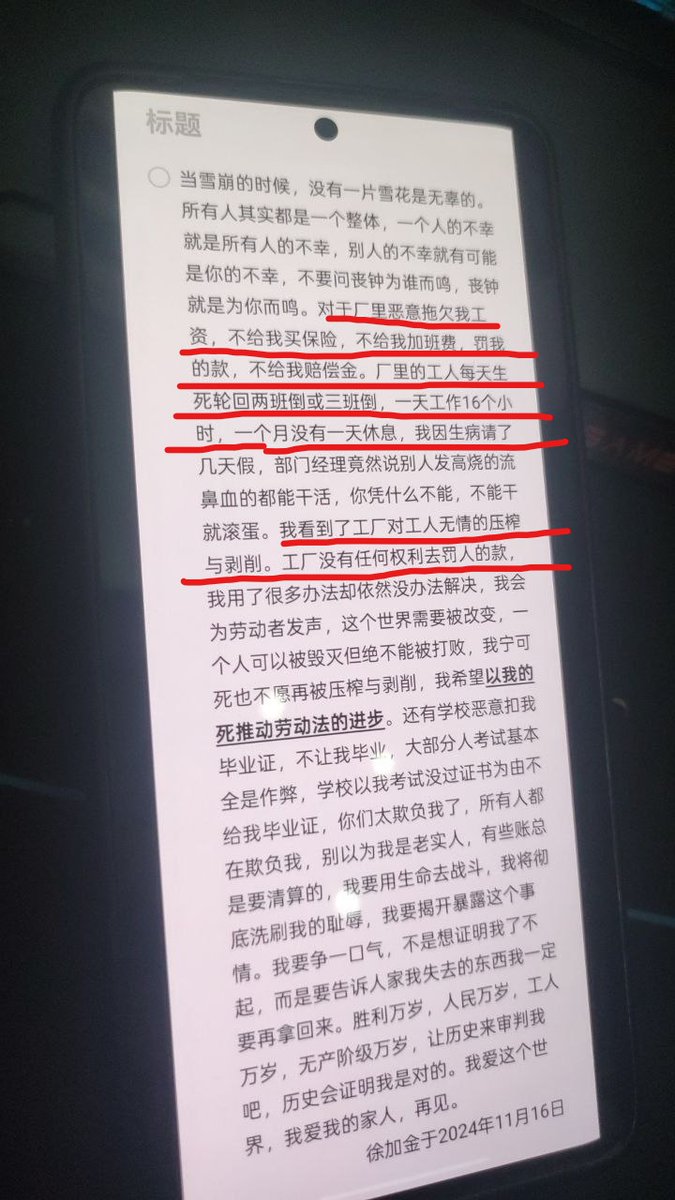 标题
当雪崩的时候，没有一片雪花是无辜的。
所有人其实都是一个整体，一个人的不幸
就是所有人的不幸，别人的不幸就有可能
是你的不幸，不要问丧钟为谁而鸣，丧钟
就是为你而鸣。对于厂里恶意拖欠我工
资，不给我买保险，不给我加班费，罚我
的款，不给我赔偿金。厂里的工人每天生
死轮回两班倒或三班倒，一天工作16个小
时，一个月没有一天休息，我因生病请了
几天假，部门经理竟然说别人发高烧的流
鼻血的都能干活，你凭什么不能，不能干
就滚蛋。我看到了工厂对工人无情的压榨
与剥削。工厂没有任何权利去罚人的款，
我用了很多办法却依然没办法解决，我会
为劳动者发声，这个世界需要被改变，一
个人可以被毁灭但绝不能被打败，我宁可
死也不愿再被压榨与剥削，我希望以我的
死推动劳动法的进步。还有学校恶意扣我
毕业证，不让我毕业，大部分人考试基本
全是作弊，学校以我考试没过证书为由不
给我毕业证，你们太欺负我了，所有人都
在欺负我，别以为我是老实人，有些账总
是要清算的，我要用生命去战斗，我将彻
底洗刷我的耻辱，我要揭开暴露这个事
情。我要争一口气，不是想证明我了不
起，而是要告诉人家我失去的东西我一定
要再拿回来。胜利万岁，人民万岁，工人
万岁，无产阶级万岁，让历史来审判我
吧，历史会证明我是对的。我爱这个世
界，我爱我的家人，再见。
徐加金于2024年11月16日